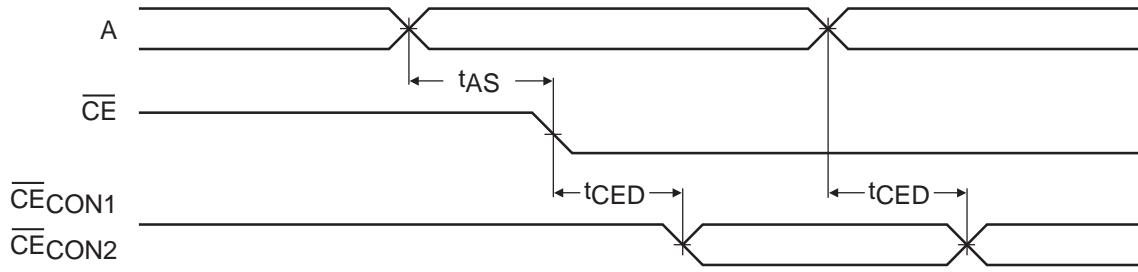 A
tAS
CE
tCED
tCED
CECON1
CECON2